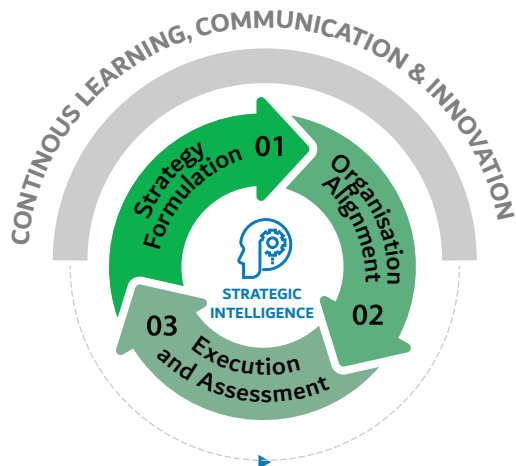 CONTINOUS LEARNING, COMMUNICATION & INNOVATION
01
Strategy
Formulation
Organisation
Alignment
02
03
Execution
and Assessment
STRATEGIC
INTELLIGENCE